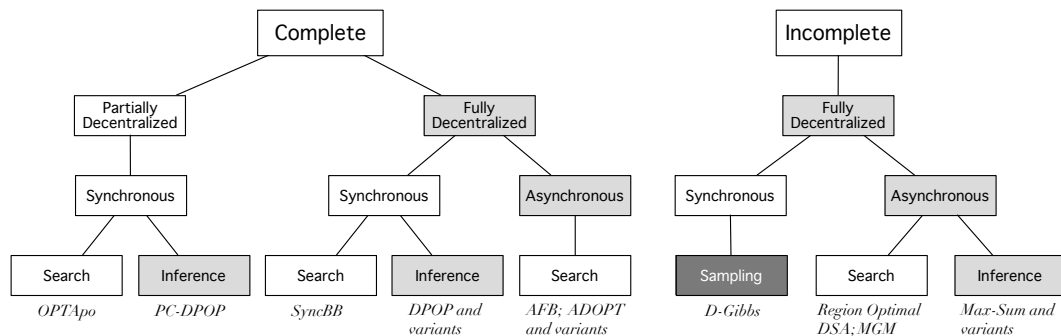 Complete
Incomplete
Partially
Decentralized
Fully
Decentralized
Fully
Decentralized
Synchronous
Synchronous
Asynchronous
Synchronous
Asynchronous
Search
Inference
Search
Inference
Search
Sampling
Search
Inference
OPTApo
PC-DPOP
SyncBB
DPOP and
variants
AFB; ADOPT
and variants
D-Gibbs
Region Optimal
DSA; MGM
Max-Sum and
variants